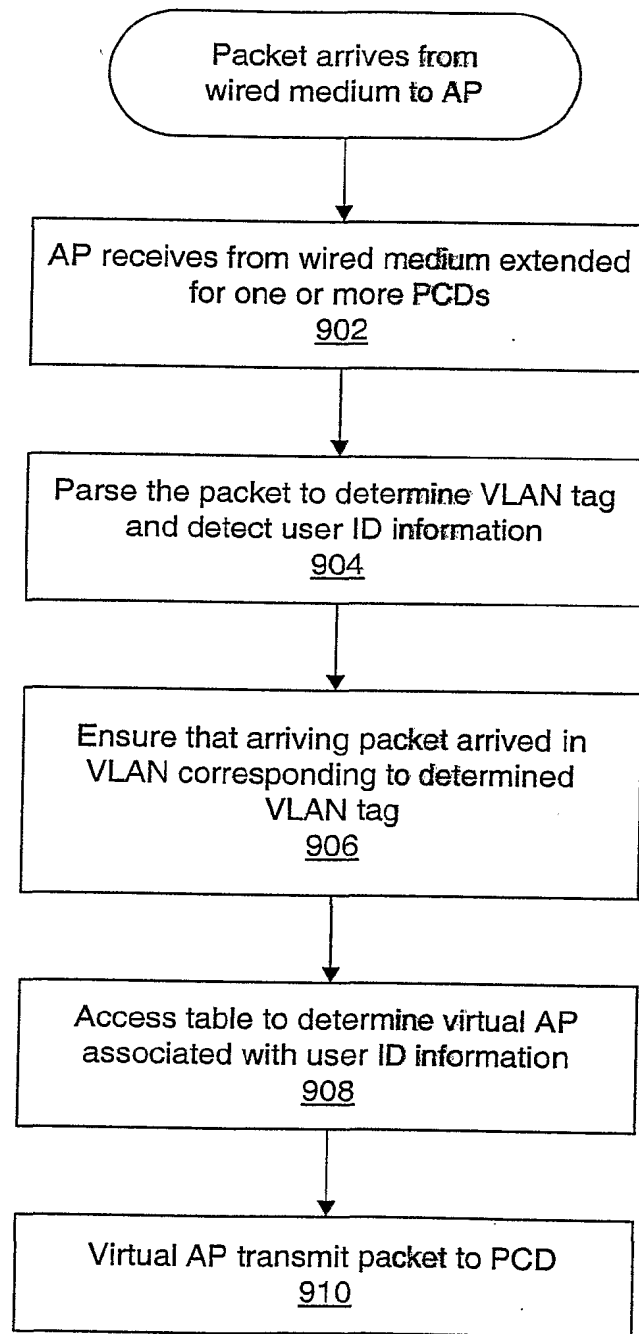 Packet arrives from
wired medium to AP
AP receives from wired medium extended
for one or more PCDs
902
Parse the packet to determine VLAN tag
and detect user ID information
904
Ensure that arriving packet arrived in
VLAN corresponding to determined
VLAN tag
906
Access table to determine virtual AP
associated with user ID information
908
Virtual AP transmit packet to PCD
910